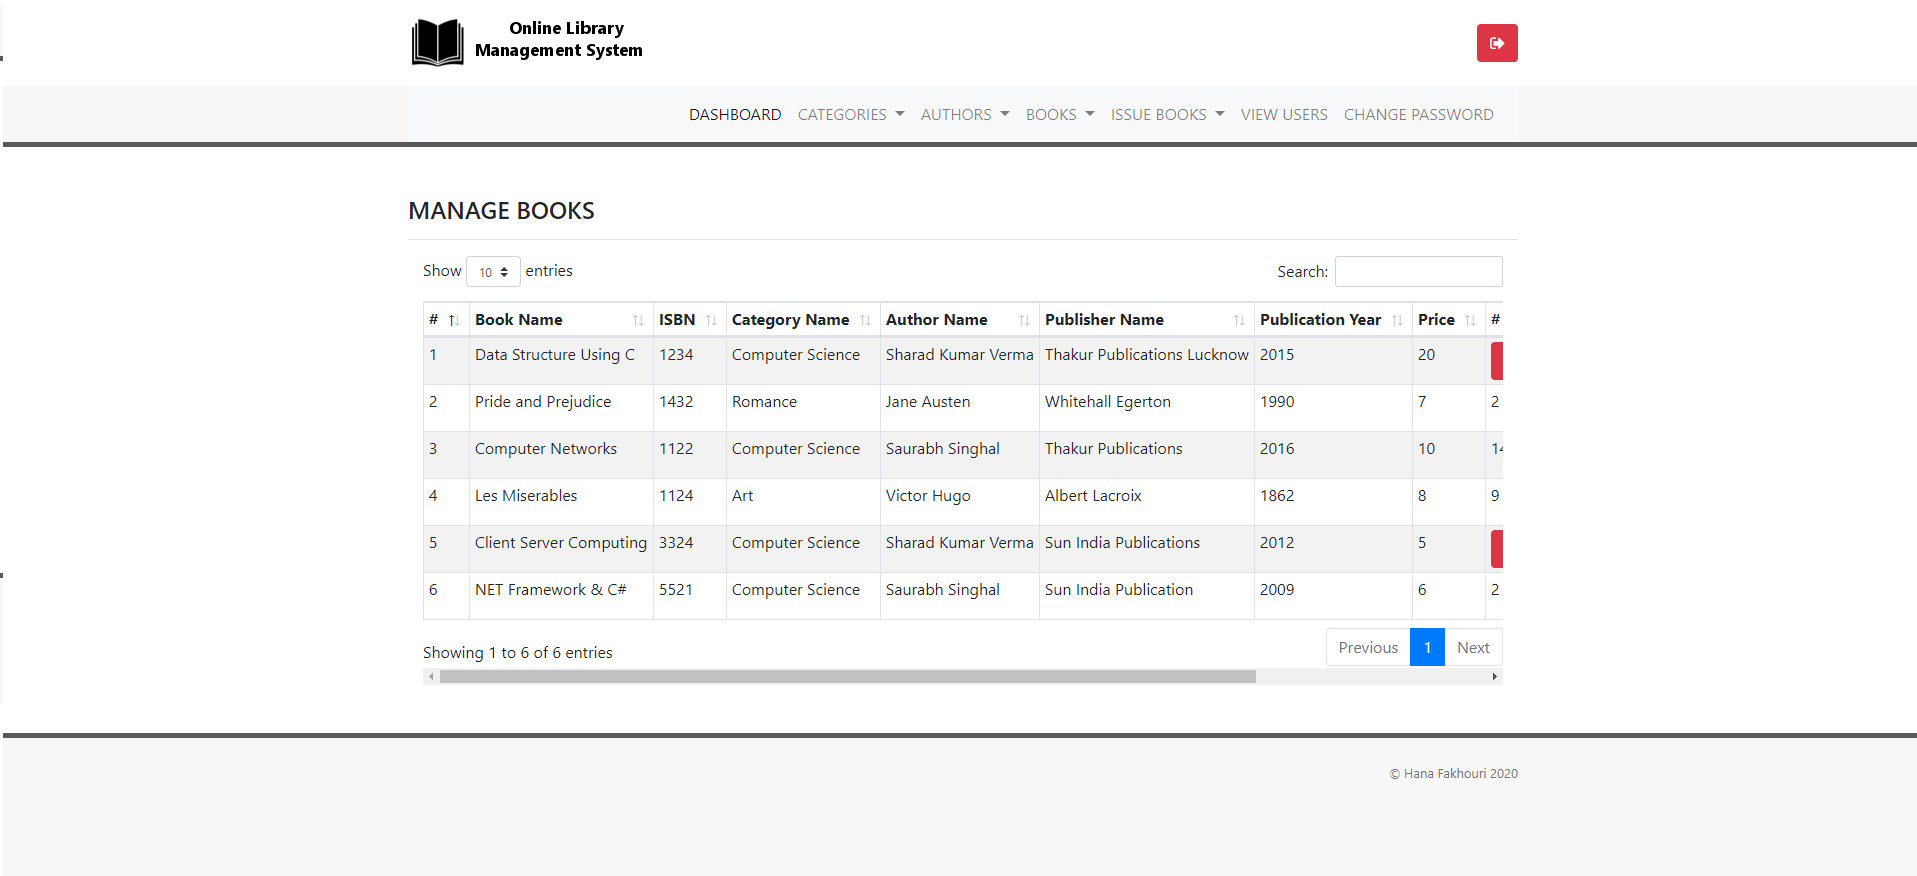 Online Library
Management System
DASHBOARD CATEGORIES AUTHORS BOOKS ISSUE BOOKS VIEW USERS CHANGE PASSWORD
MANAGE BOOKS
Show 10 entries Search:
# Book Name ISBN Category Name Author Name Publisher Name Publication Year Price #
1 Data Structure Using C 1234 Computer Science Sharad Kumar Verma Thakur Publications Lucknow 2015 20
2 Pride and Prejudice 1432 Romance Jane Austen Whitehall Egerton 1990 7 2
3 Computer Networks 1122 Computer Science Saurabh Singhal Thakur Publications 2016 10 14
4 Les Miserables 1124 Art Victor Hugo Albert Lacroix 1862 8 9
5 Client Server Computing 3324 Computer Science Sharad Kumar Verma Sun India Publications 2012 5
6 NET Framework & C# 5521 Computer Science Saurabh Singhal Sun India Publication 2009 6 2
Showing 1 to 6 of 6 entries Previous 1 Next
© Hana Fakhouri 2020